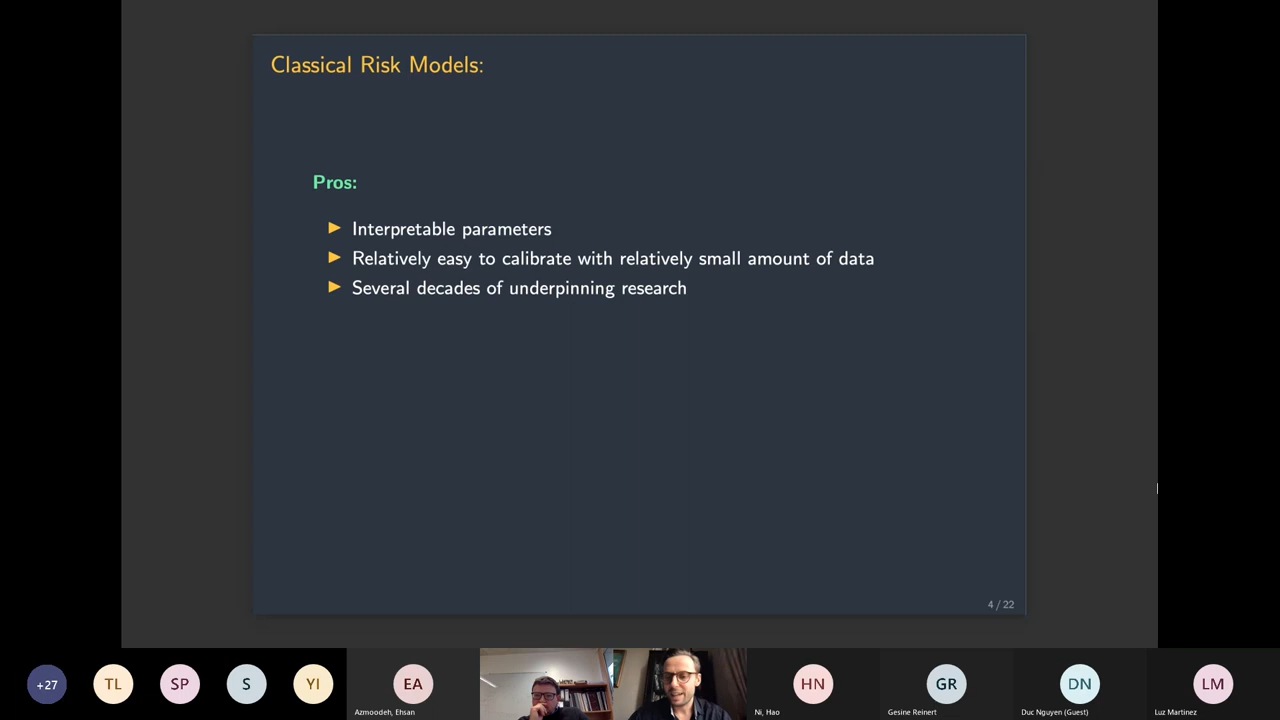 Classical Risk Models:
Pros:
Interpretable parameters
Relatively easy to calibrate with relatively small amount of data
Several decades of underpinning research
4 / 22
+27
TL
SP
S
YI
EA
HN
GR
DN
LM
Azmoodeh, Ehsan
Ni, Hao
Gesine Reinert
Duc Nguyen (Guest)
Luz Martinez